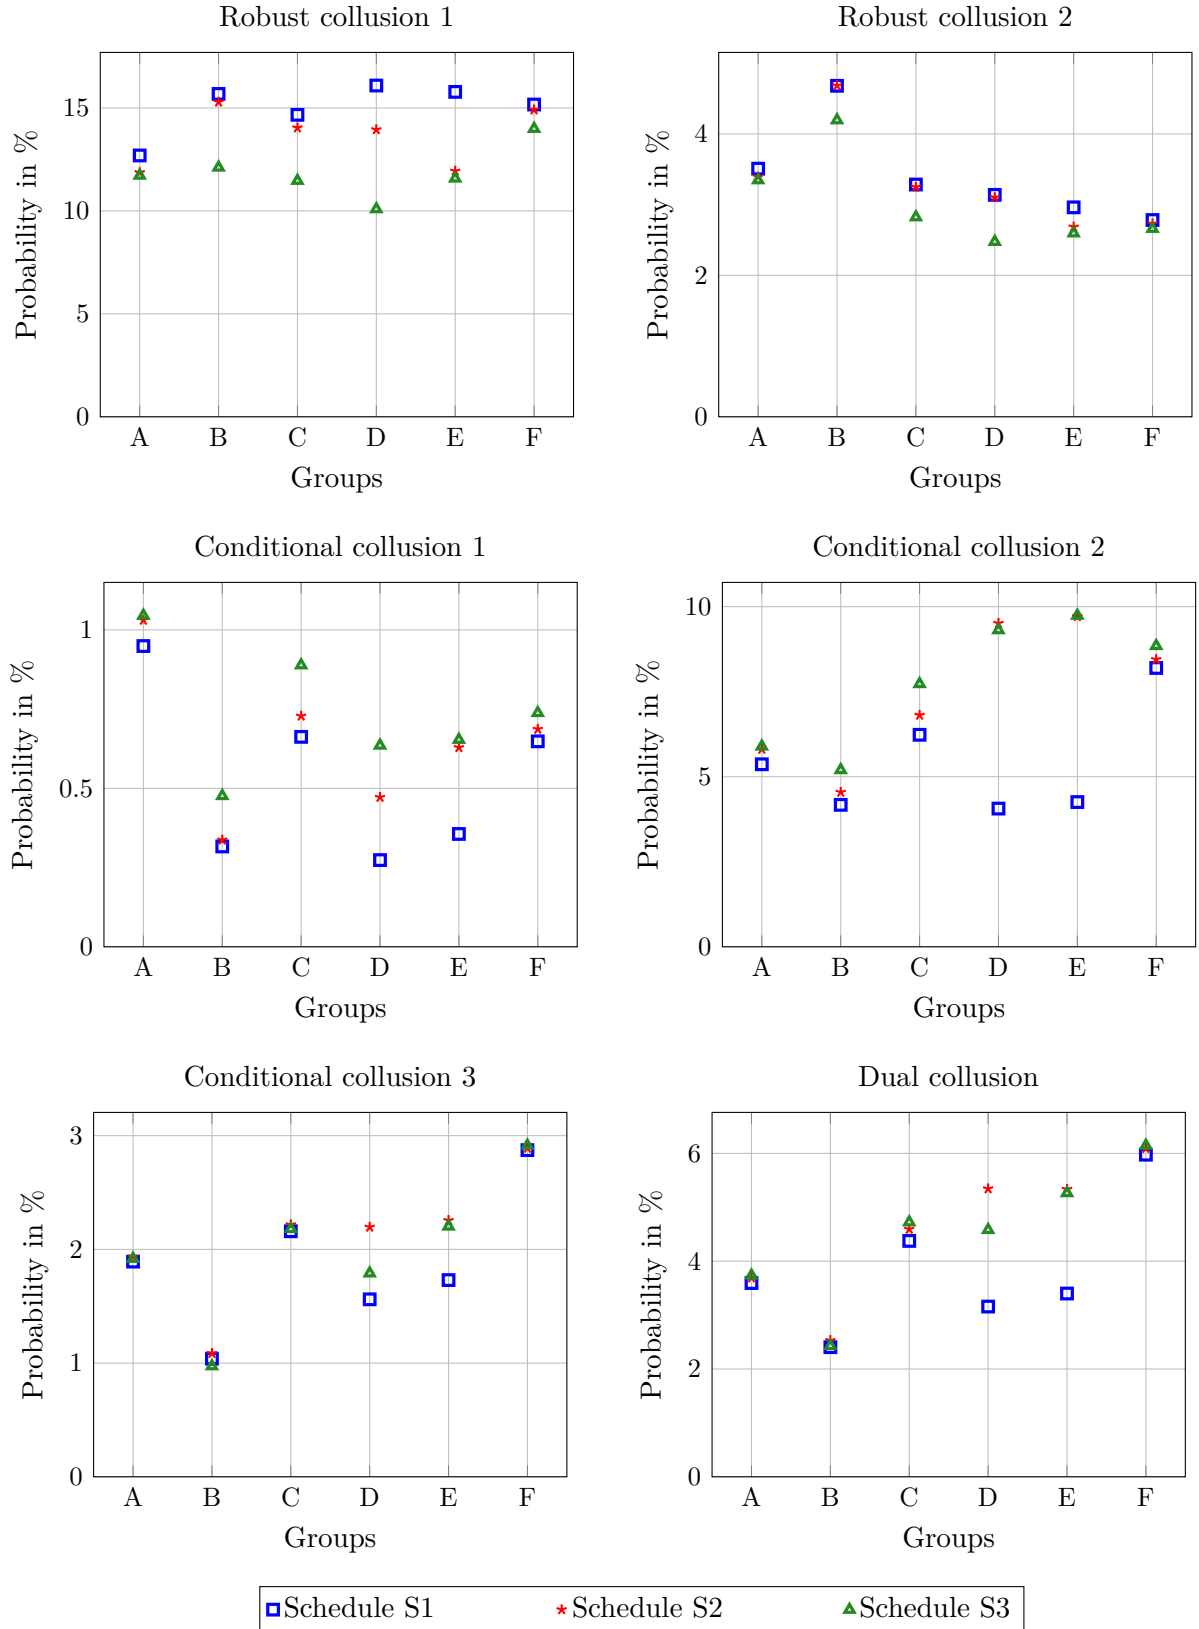 Robust collusion 1
Probability in %
15
10
5
0
A B C D E F
Groups
Robust collusion 2
Probability in %
4
2
0
A B C D E F
Groups
Conditional collusion 1
Probability in %
1
0.5
0
A B C D E F
Groups
Conditional collusion 2
Probability in %
10
5
0
A B C D E F
Groups
Conditional collusion 3
Probability in %
3
2
1
0
A B C D E F
Groups
Dual collusion
Probability in %
6
4
2
0
A B C D E F
Groups
Schedule S1 Schedule S2 Schedule S3